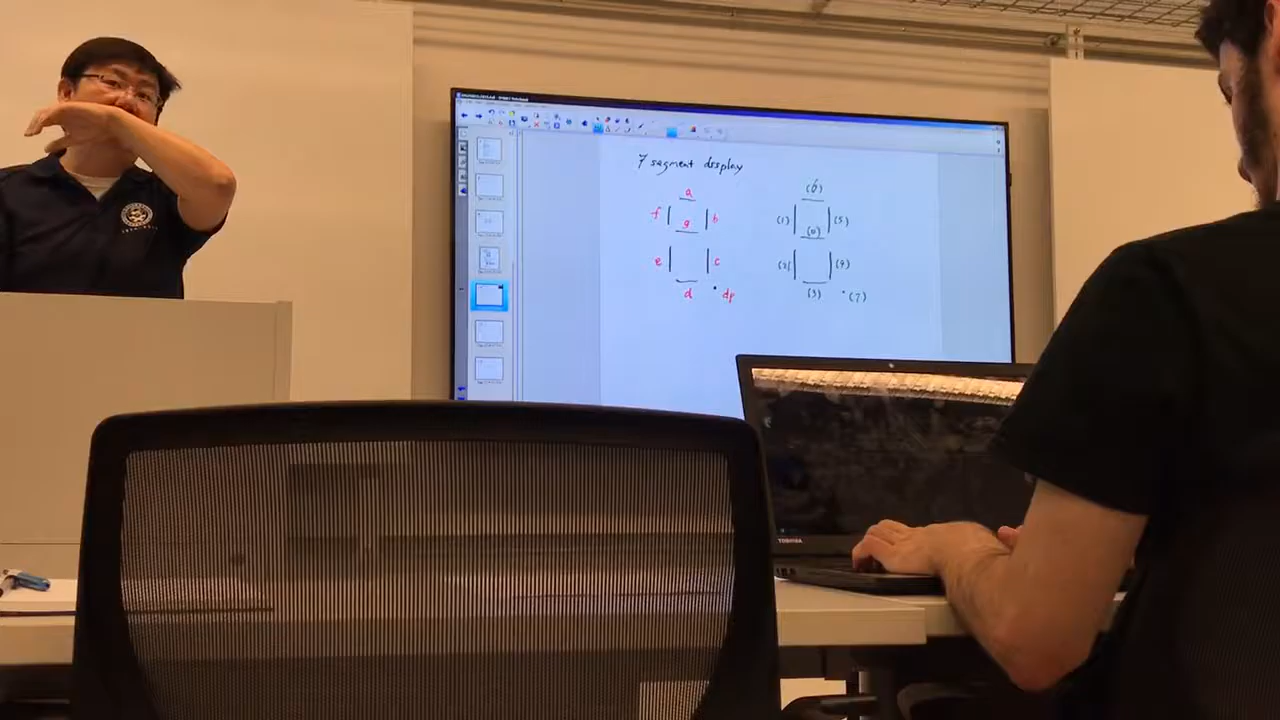 7 segment display
a
f g b
e c
d dp
(6)
(1) (0) (5)
(2) (4)
(3) (7)
TOSHIBA